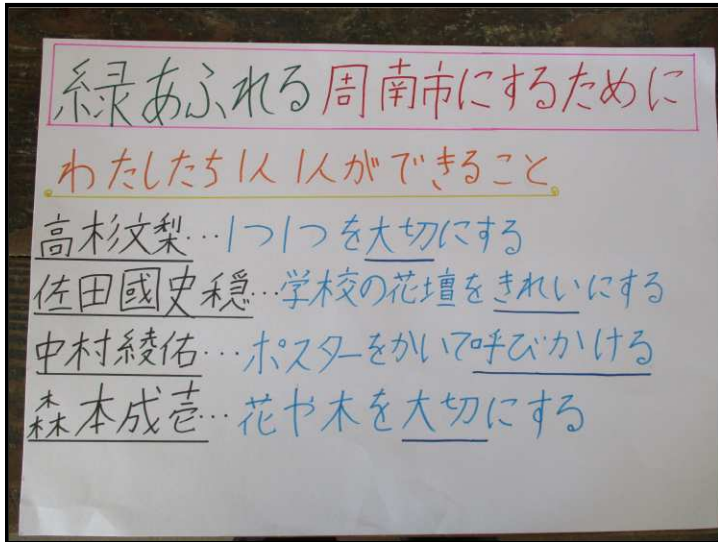 緑あふれる周南市にするために
わたしたち1人1人ができること
高杉文梨…1つ1つを大切にする
佐田國史穏…学校の花壇をきれいにする
中村綾佑…ポスターをかいて呼びかける
森本成壱…花や木を大切にする